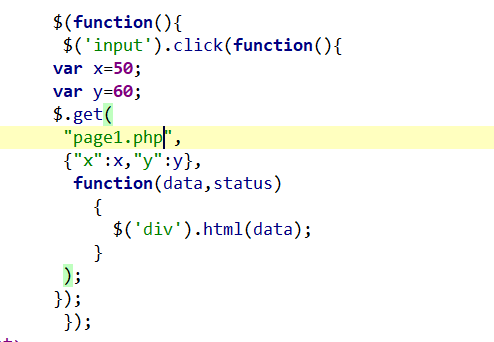 $(function(){
$('input').click(function(){
var x=50;
var y=60;
$.get(
"page1.php",
{"x":x,"y":y},
function(data,status)
{
$('div').html(data);
}
);
});
});